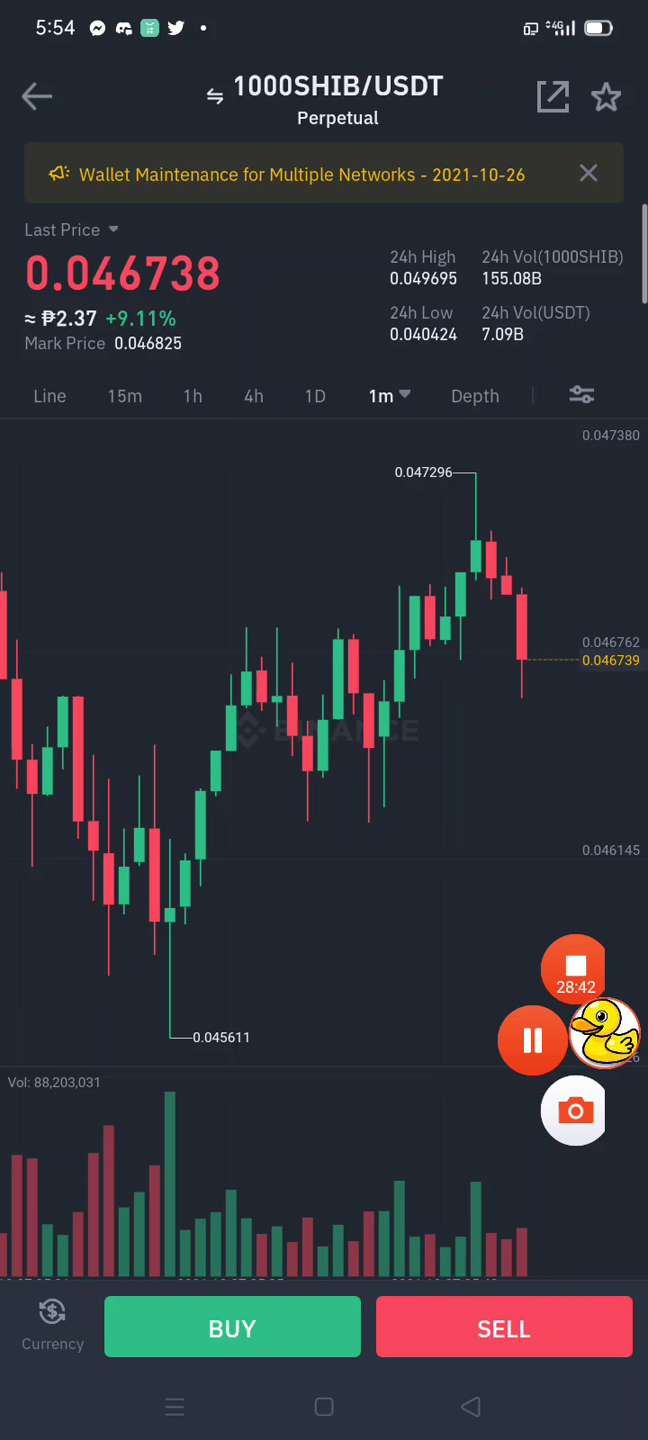 5:54
4G
1000SHIB/USDT
Perpetual
Wallet Maintenance for Multiple Networks - 2021-10-26
Last Price
0.046738
≈ ₱2.37 +9.11%
Mark Price 0.046825
24h High
0.049695
24h Vol(1000SHIB)
155.08B
24h Low
0.040424
24h Vol(USDT)
7.09B
Line 15m 1h 4h 1D 1m Depth
0.047380
0.047296
0.046762
0.046739
BINANCE
0.046145
28:42
0.045611
Vol: 88,203,031
Currency
BUY
SELL